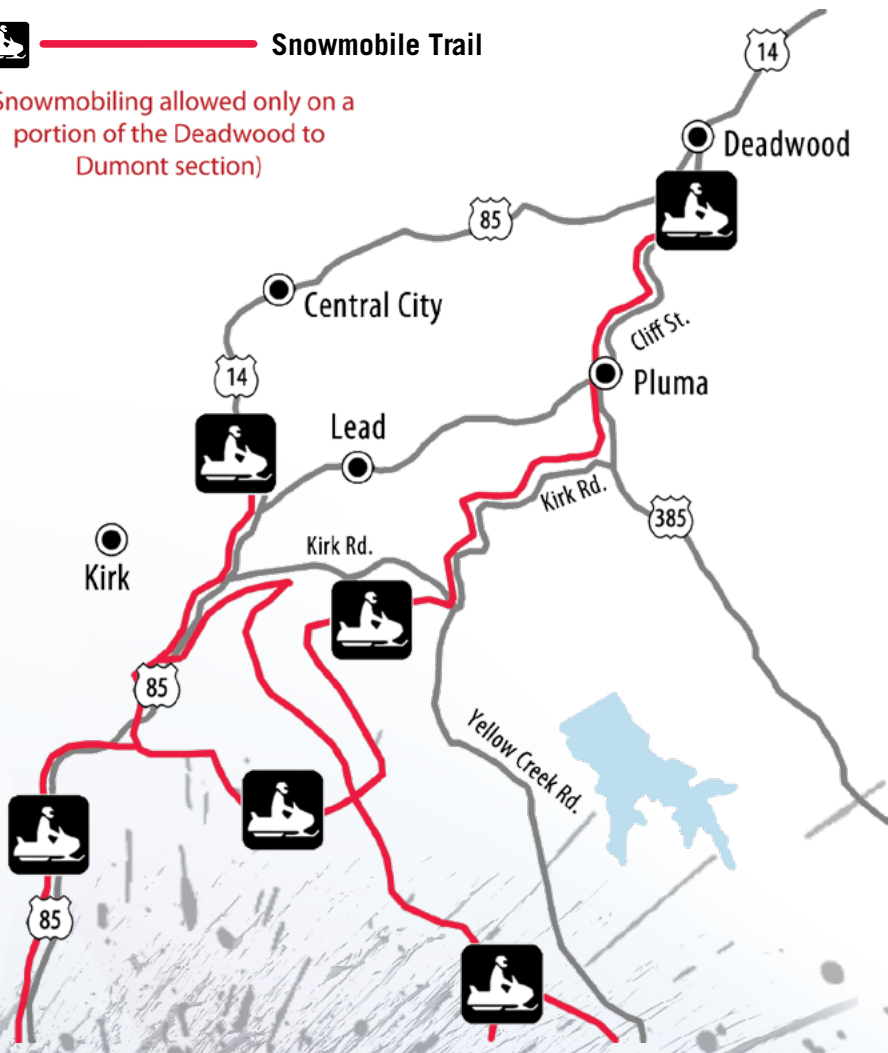 Snowmobile Trail
Snowmobiling allowed only on a
portion of the Deadwood to
Dumont section)
14
Deadwood
85
Central City
Cliff St.
14
Pluma
Lead
Kirk Rd.
385
Kirk Rd.
Kirk
85
Yellow Creek Rd.
85